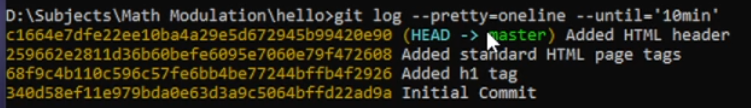 D:\Subjects\Math Modulation\hello>git log --pretty=oneline --until='10min'
c1664e7dfe22ee10ba4a29e5d672945b99420e90 (HEAD -> master) Added HTML header
259662e2811d36b60befe6095e7060e79f472608 Added standard HTML page tags
68f9c4b110c596c57fe6bb4be77244bffb4f2926 Added h1 tag
340d58ef11e979bda0e63d3a9c5064bffd22ad9a Initial Commit